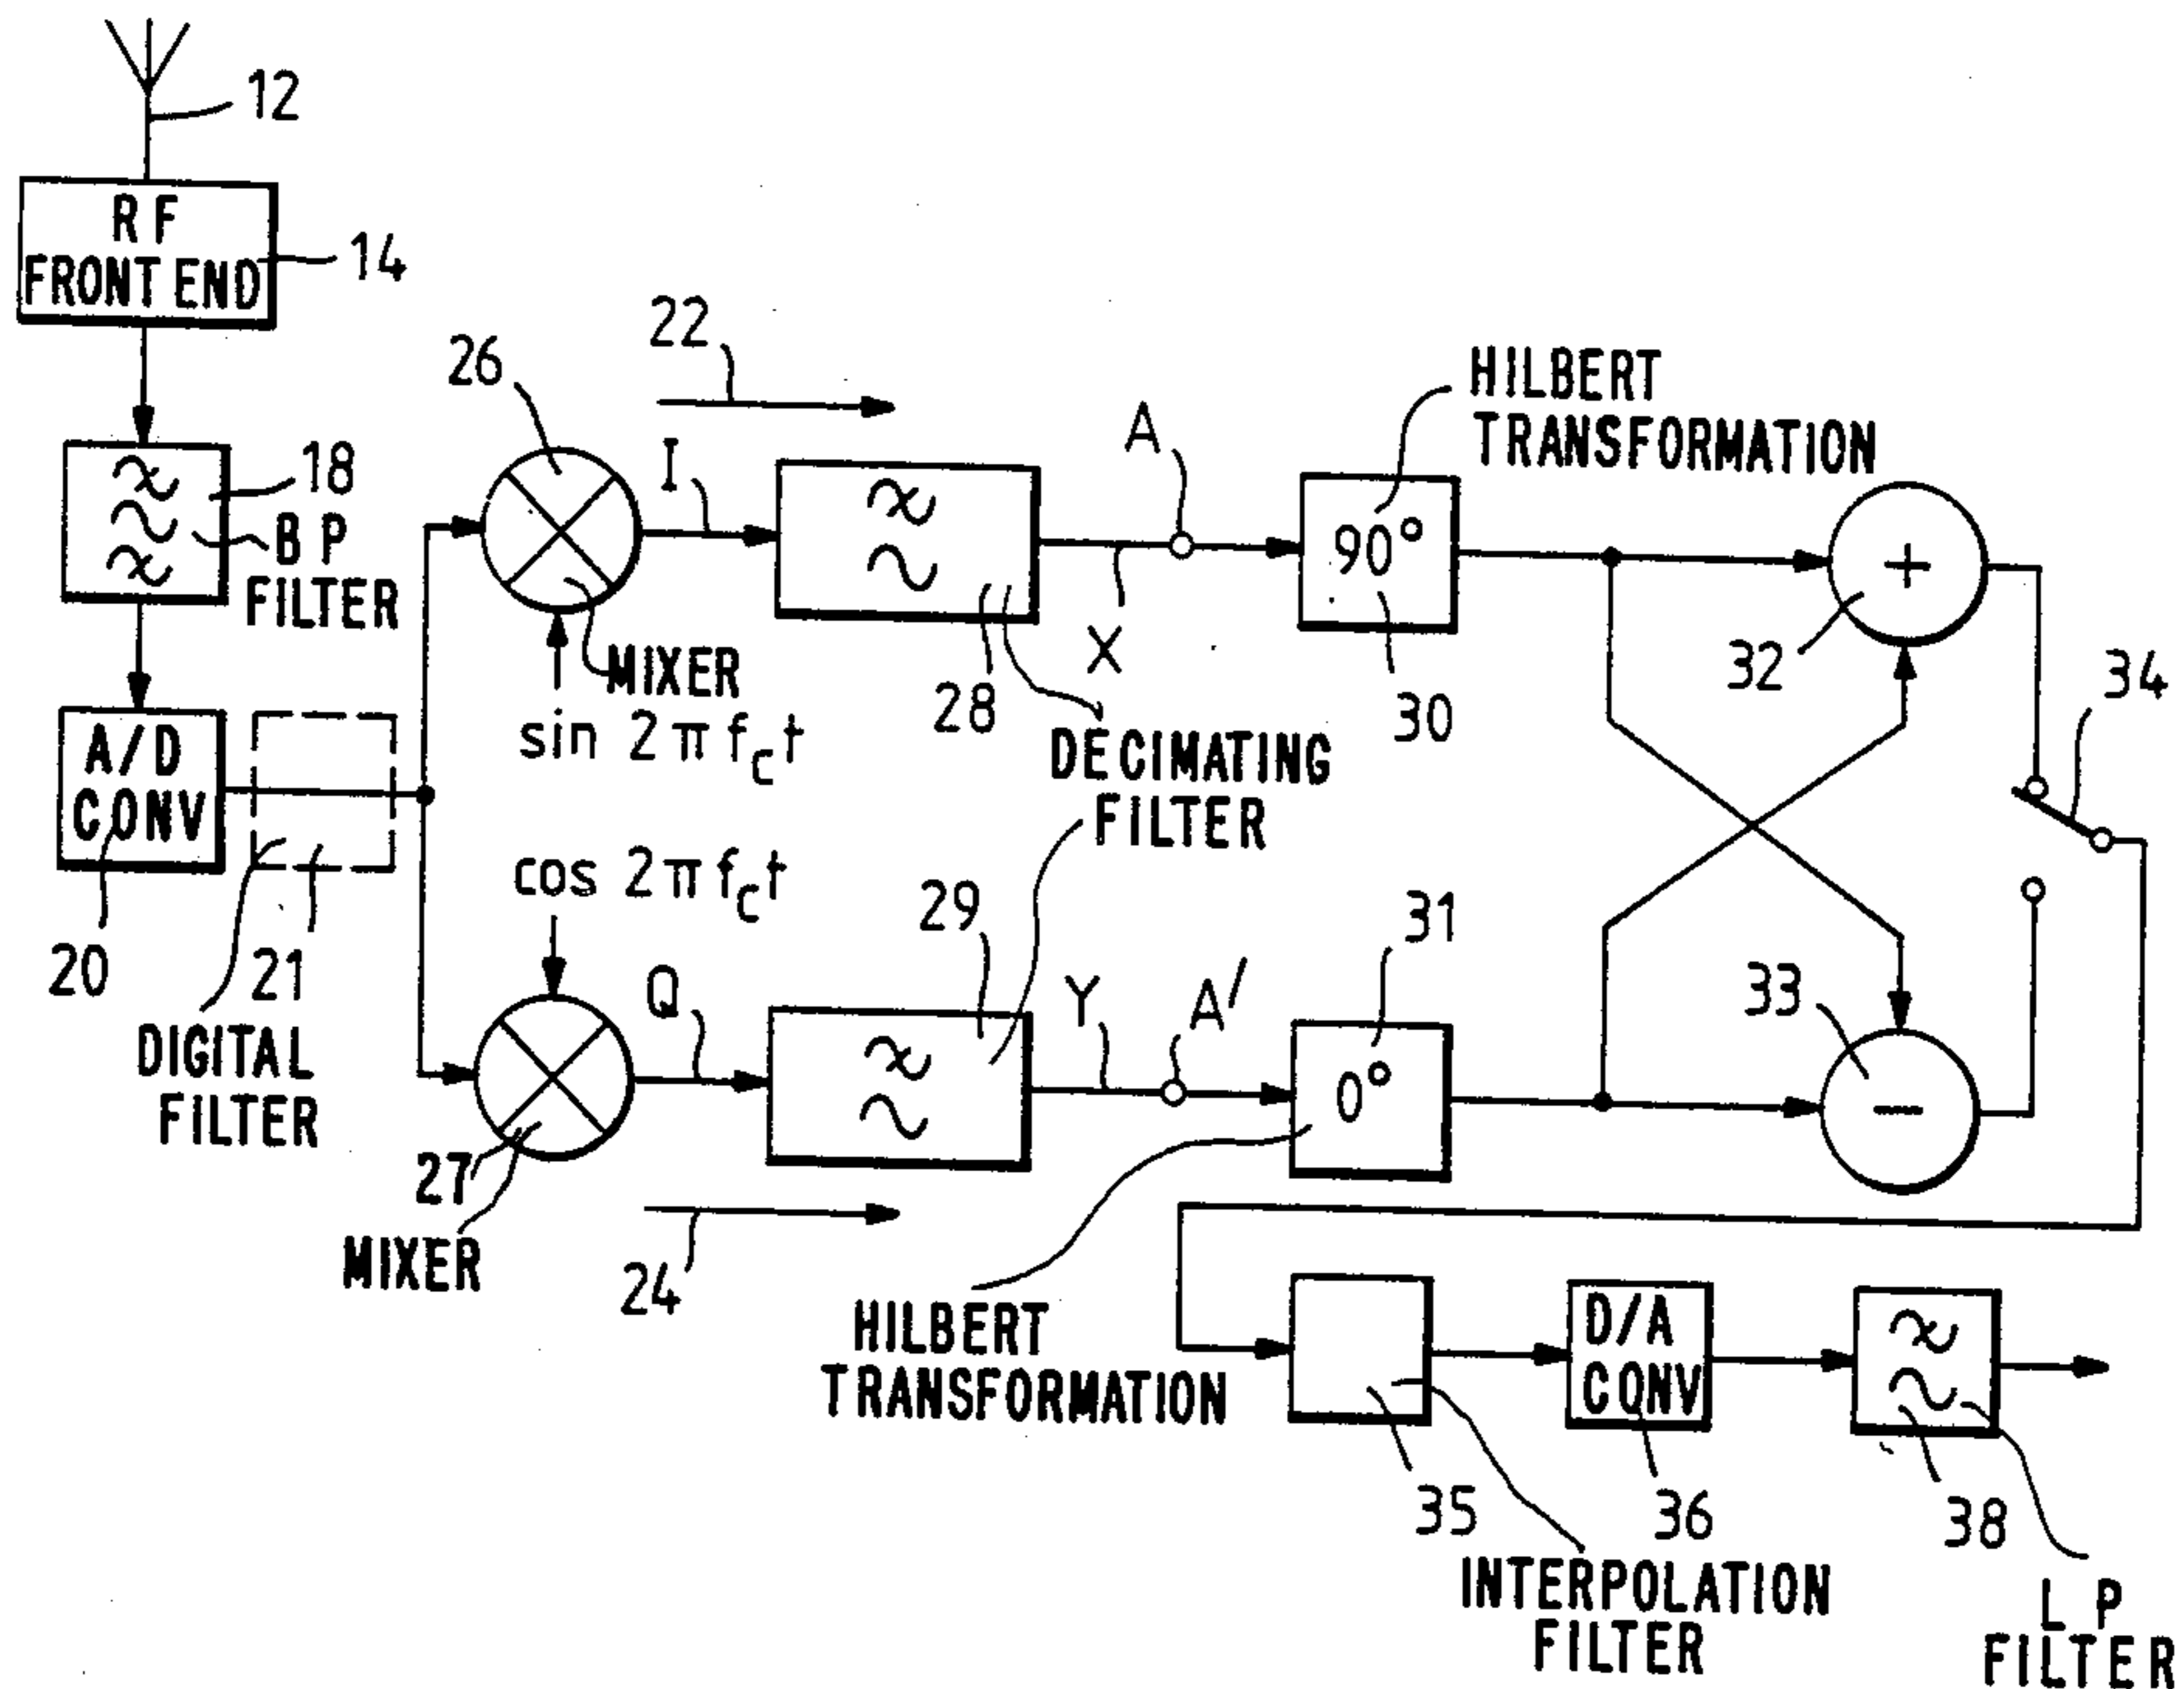 12
RF
FRONT END
14
22
26
I
A
HILBERT
TRANSFORMATION
18
BP
FILTER
90°
+
MIXER
X
32
34
28
30
sin 2πf_c t
A/D
CONV
DECIMATING
FILTER
cos 2πf_c t
29
31
20
21
Q
Y
A'
33
DIGITAL
FILTER
0°
−
27
MIXER
24
HILBERT
TRANSFORMATION
D/A
CONV
35
36
38
INTERPOLATION
FILTER
LP
FILTER